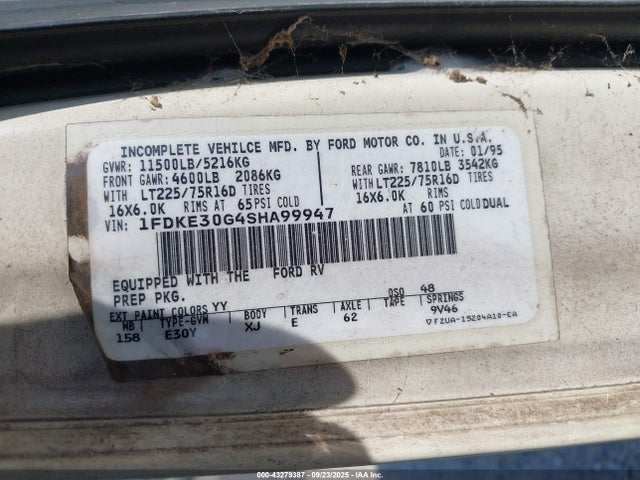 INCOMPLETE VEHILCE MFD. BY FORD MOTOR CO. IN U.S.A.
GVWR: 11500LB/5216KG DATE: 01/95
FRONT GAWR: 4600LB 2086KG REAR GAWR: 7810LB 3542KG
WITH LT225/75R16D TIRES WITH LT225/75R16D TIRES
16X6.0K RIMS AT 65 PSI COLD 16X6.0K RIMS AT 60 PSI COLD DUAL
VIN: 1FDKE30G4SHA99947
EQUIPPED WITH THE FORD RV
PREP PKG.
DSO 48
EXT PAINT COLORS YY
WB TYPE-GVW BODY TRANS AXLE TAPE SPRINGS
158 E30Y XJ E 62 9V46
F2UA-15204A10-EA
000-43279387 - 09/23/2025 - IAAI.COM